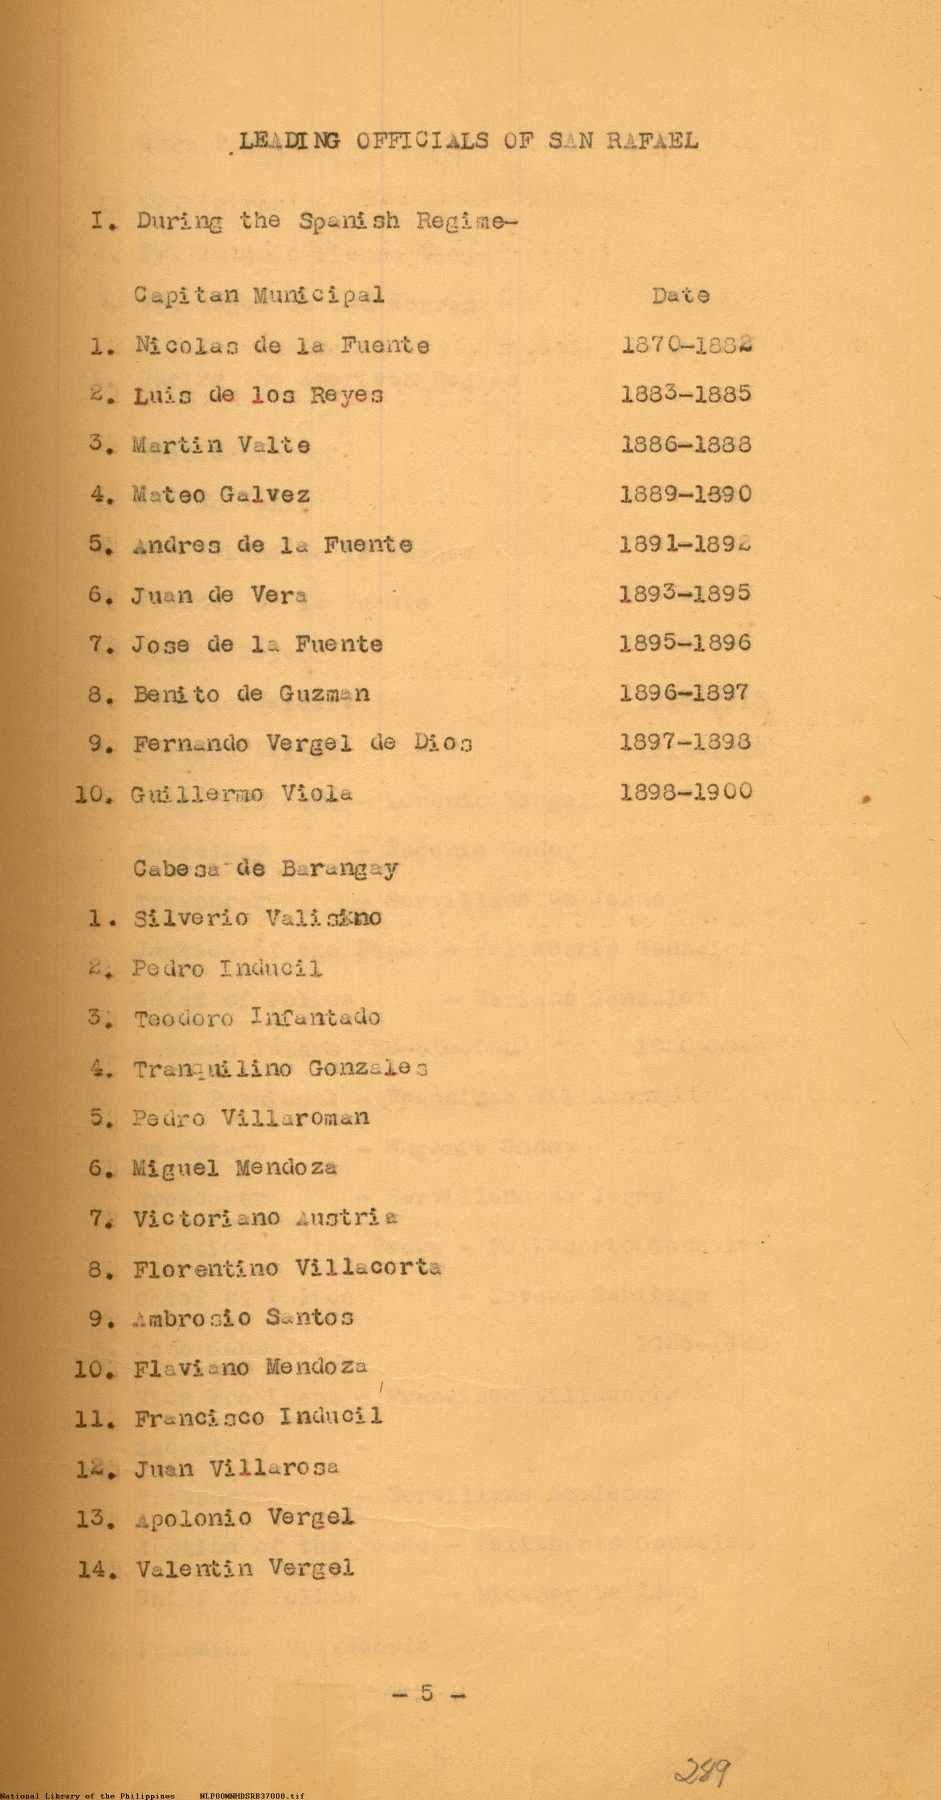 LEADING OFFICIALS OF SAN RAFAEL
I. During the Spanish Regime-
Capitan Municipal Date
1. Nicolas de la Fuente 1870-1882
2. Luis de los Reyes 1883-1885
3. Martin Valte 1886-1888
4. Mateo Galvez 1889-1890
5. Andres de la Fuente 1891-1892
6. Juan de Vera 1893-1895
7. Jose de la Fuente 1895-1896
8. Benito de Guzman 1896-1897
9. Fernando Vergel de Dios 1897-1898
10. Guillermo Viola 1898-1900
Cabesa de Barangay
1. Silverio
2. Pedro Inducil
3. Teodoro Infantado
4. Tranquilino Gonzales
5. Pedro Villaroman
6. Miguel Mendoza
7. Victoriano Austria
8. Florentino Villacorta
9. Ambrosio Santos
10. Flaviano Mendoza
11. Francisco Inducil
12. Juan Villarosa
13. Apolonio Vergel
14. Valentin Vergel
- 5 -
289
National Library of the Philippines NLPOOMNHDSRB37008.tif